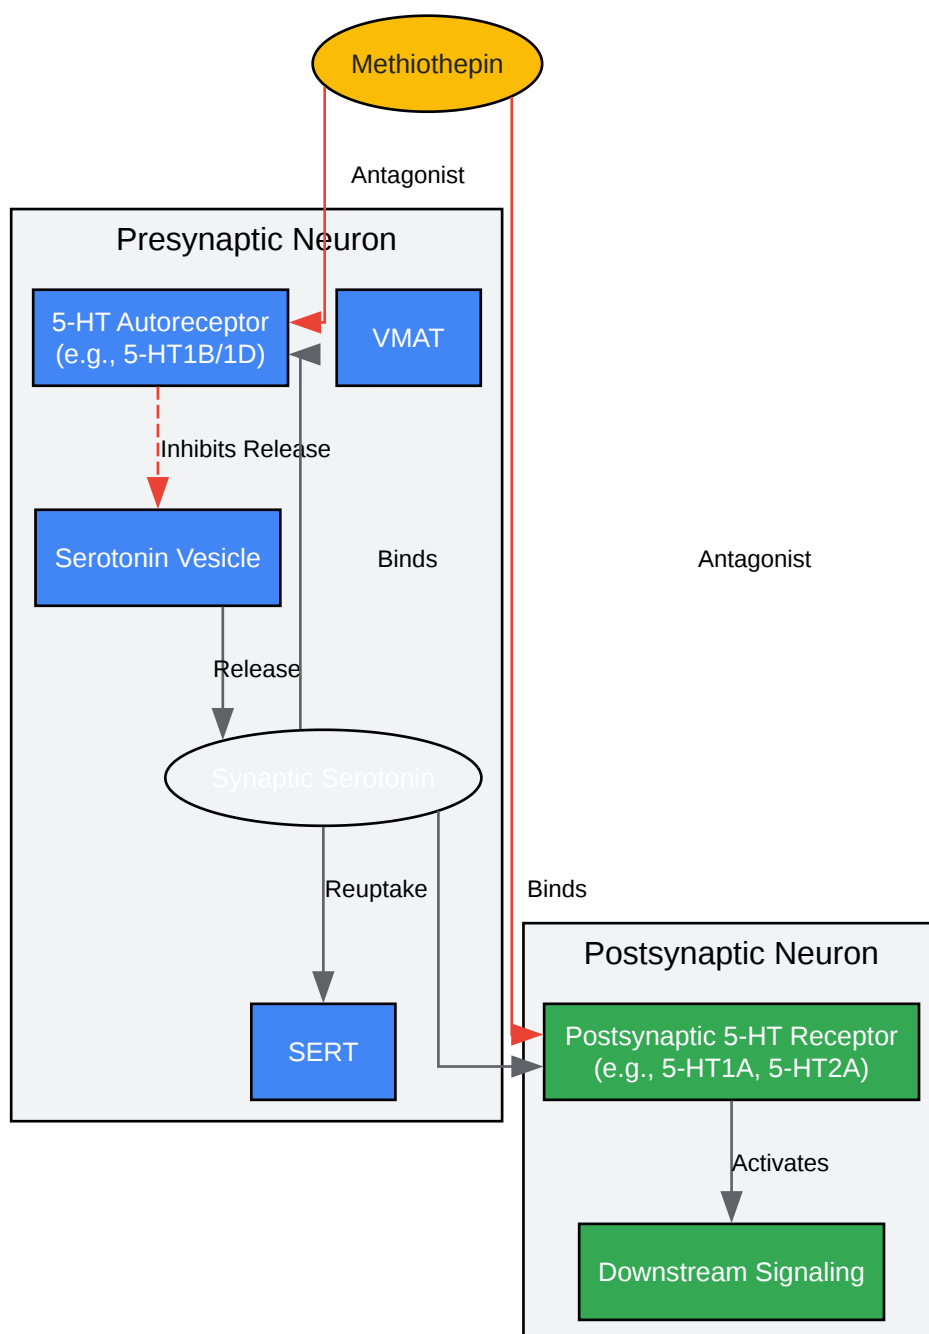 Methiothepin
Antagonist
Presynaptic Neuron
5-HT Autoreceptor
(e.g., 5-HT1B/1D)
VMAT
Inhibits Release
Serotonin Vesicle
Binds
Antagonist
Release
Synaptic Serotonin
Reuptake
Binds
Postsynaptic Neuron
SERT
Postsynaptic 5-HT Receptor
(e.g., 5-HT1A, 5-HT2A)
Activates
Downstream Signaling